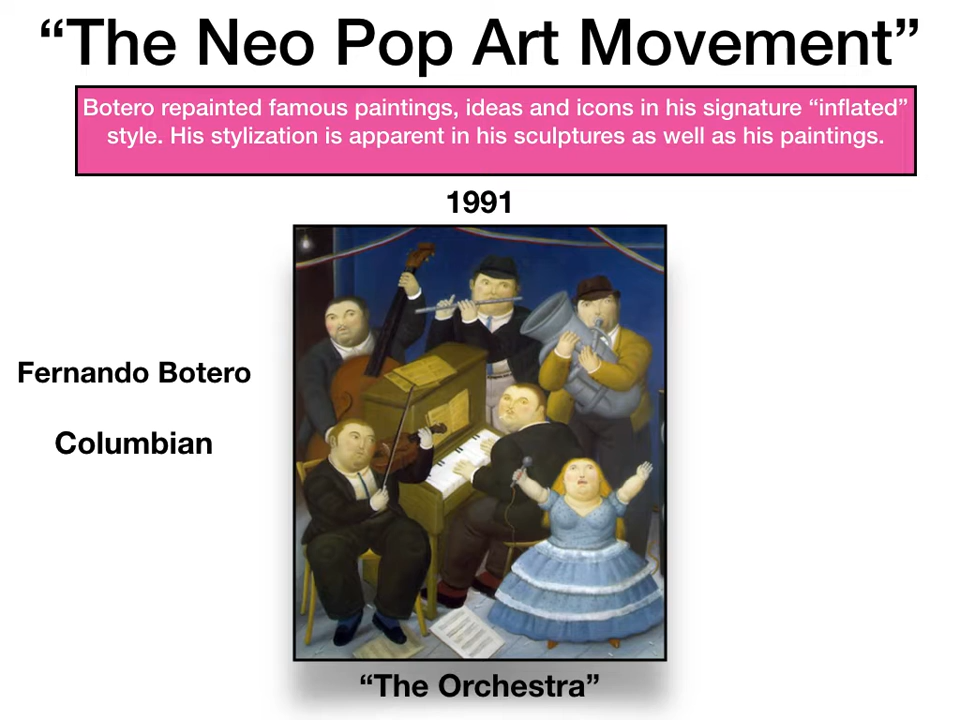 “The Neo Pop Art Movement”
Botero repainted famous paintings, ideas and icons in his signature “inflated”
style. His stylization is apparent in his sculptures as well as his paintings.
1991
Fernando Botero
Columbian
“The Orchestra”